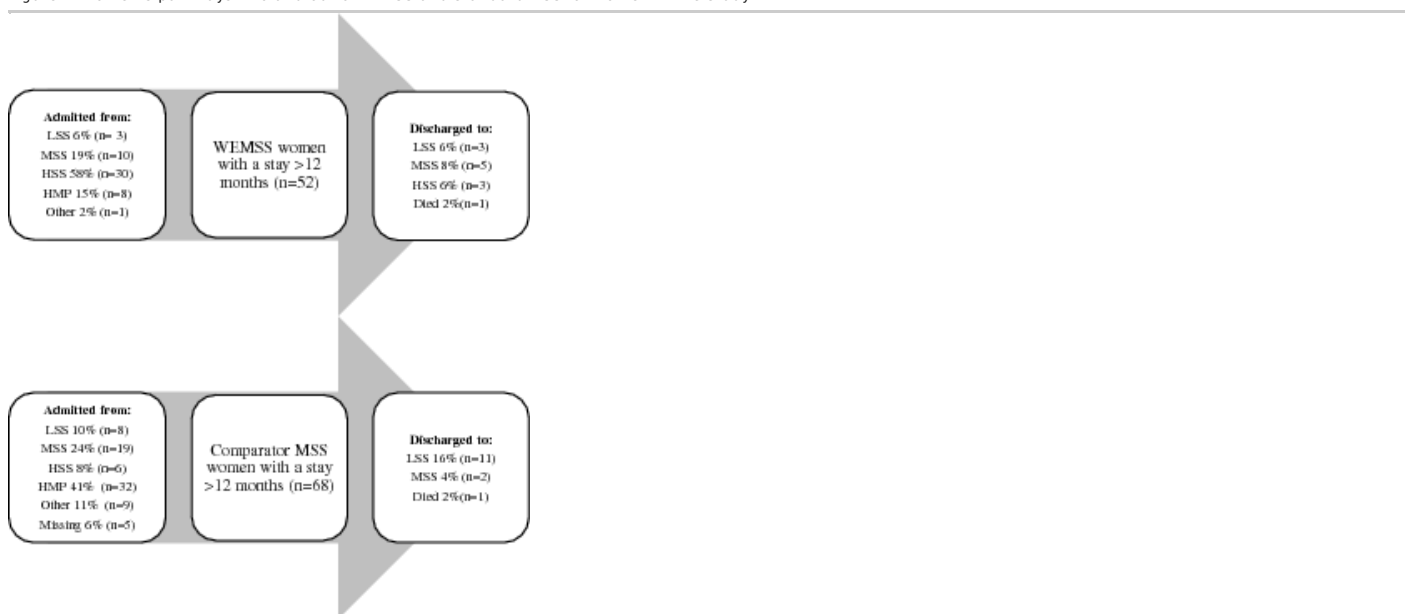 Admitted from:
LSS 6% (n= 3)
MSS 19% (n=10)
HSS 58% (n=30)
HMP 15% (n=8)
Other 2% (n=1)
WEMSS women
with a stay >12
months (n=52)
Discharged to:
LSS 6% (n=3)
MSS 8% (n=5)
HSS 6% (n=3)
Died 2%(n=1)
Admitted from:
LSS 10% (n=8)
MSS 24% (n=19)
HSS 8% (n=6)
HMP 41% (n=32)
Other 11% (n=9)
Missing 6% (n=5)
Comparator MSS
women with a stay
>12 months (n=68)
Discharged to:
LSS 16% (n=11)
MSS 4% (n=2)
Died 2%(n=1)